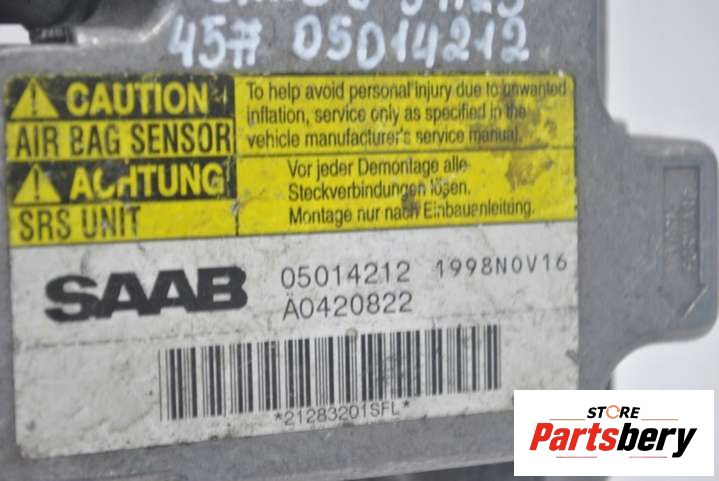 45# 05014212
CAUTION
AIR BAG SENSOR
To help avoid personal injury due to unwanted
inflation, service only as specified in the
vehicle manufacturer's service manual.
ACHTUNG
SRS UNIT
Vor jeder Demontage alle
Steckverbindungen lösen.
Montage nur nach Einbauenleitung.
SAAB
05014212 1998NOV16
A0420822
*21283201SFL*
STORE
Partsbery